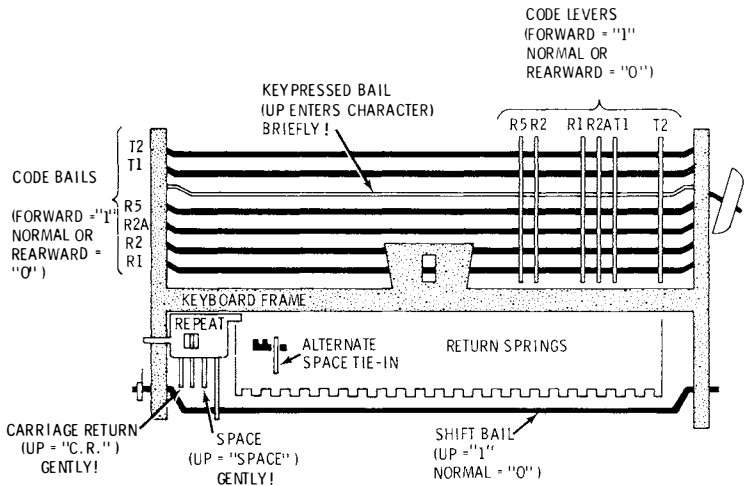 CODE LEVERS
(FORWARD = "1"
NORMAL OR
REARWARD = "0")
KEYPRESSED BAIL
(UP ENTERS CHARACTER)
BRIEFLY!
R5 R2 R1 R2A T1 T2
T2
T1
CODE BAILS
(FORWARD = "1"
NORMAL OR
REARWARD =
"0")
R5
R2A
R2
R1
KEYBOARD FRAME
REPEAT
ALTERNATE
SPACE TIE-IN
RETURN SPRINGS
CARRIAGE RETURN
(UP = "C.R.")
GENTLY!
SPACE
(UP = "SPACE")
GENTLY!
SHIFT BAIL
(UP = "1"
NORMAL = "0")